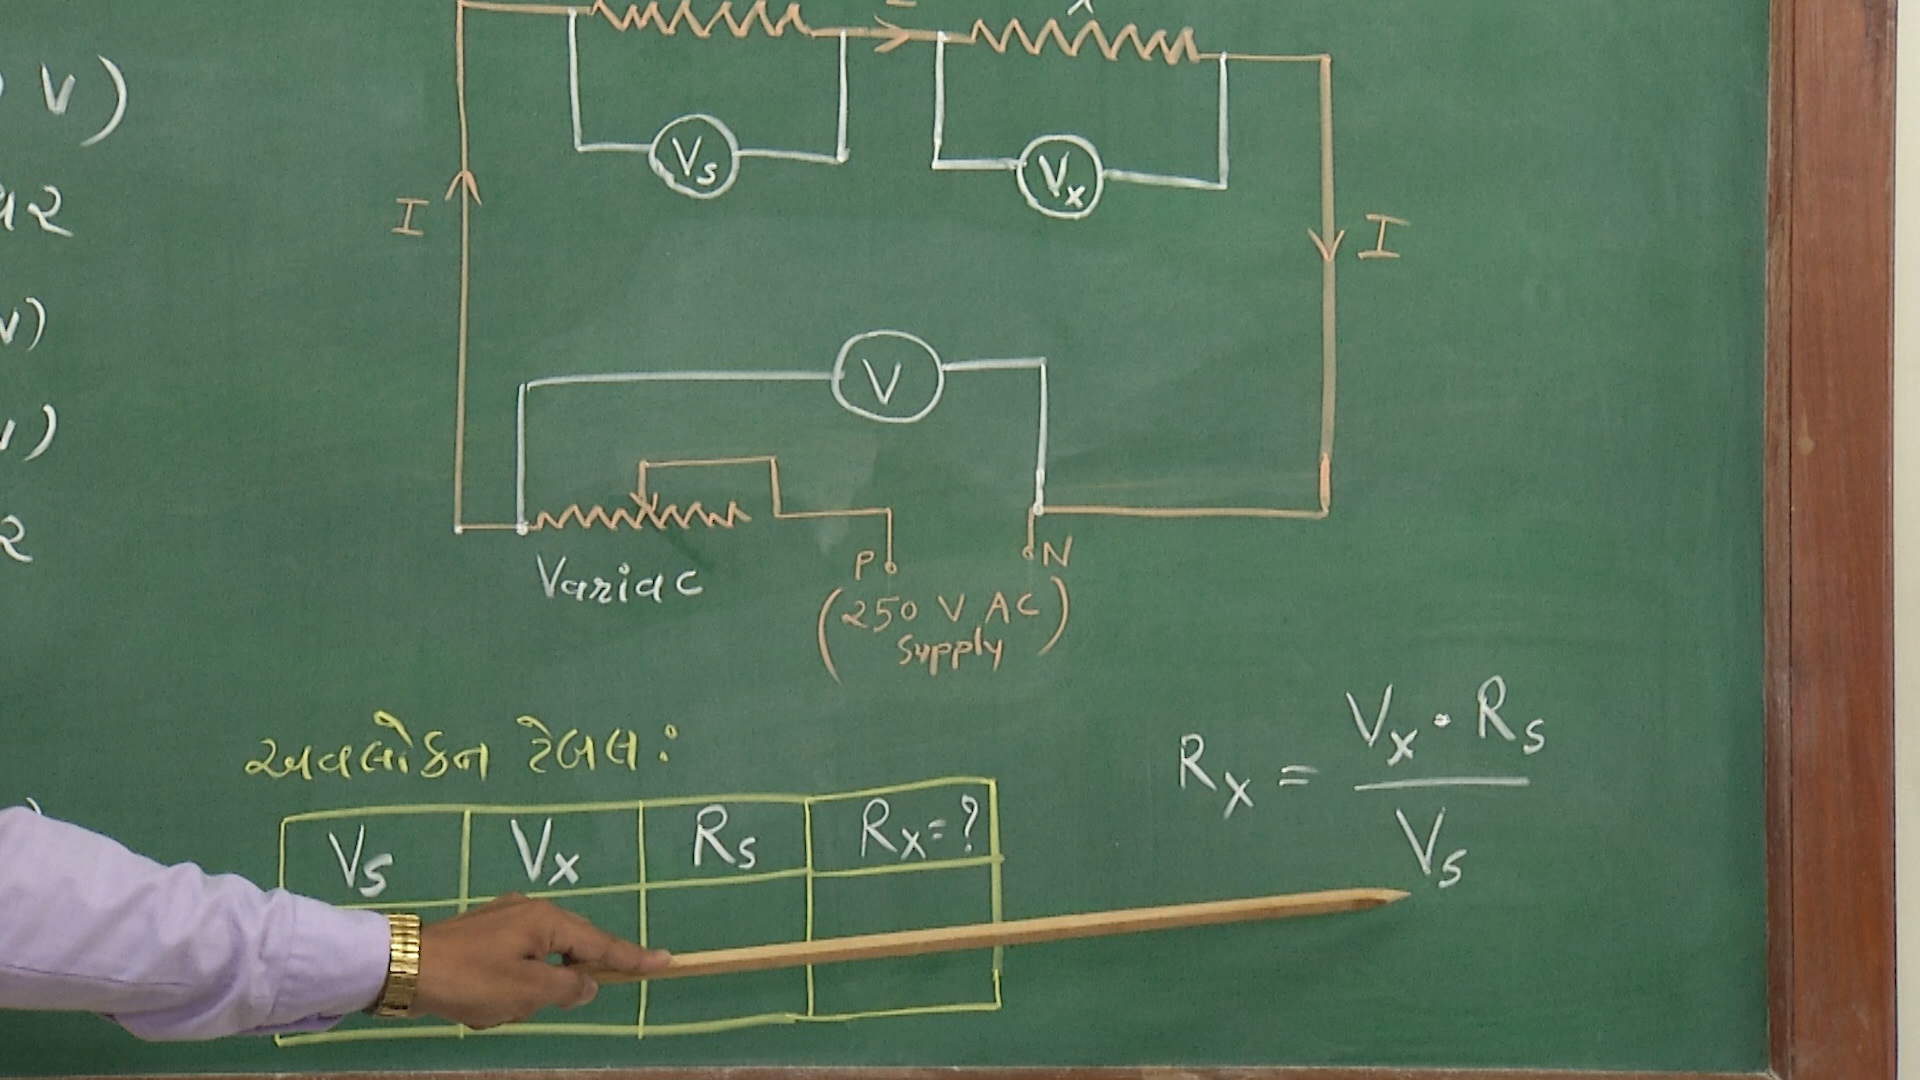 V)
I
Vs
Vx
I
V)
V
Variac
P
N
(250 V AC
Supply)
અવલોકન ટેબલ:
Vs Vx Rs Rx=?
Rx = Vx · Rs
Vs